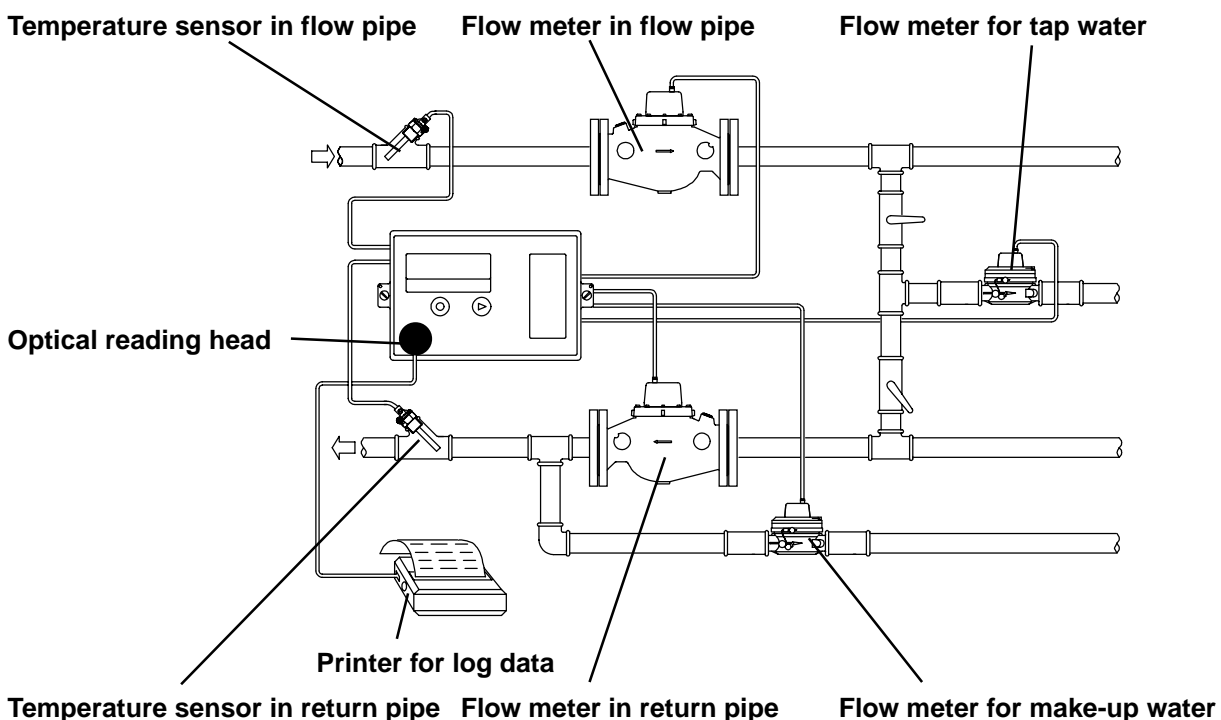 Temperature sensor in flow pipe
Flow meter in flow pipe
Flow meter for tap water
Optical reading head
Printer for log data
Temperature sensor in return pipe
Flow meter in return pipe
Flow meter for make-up water